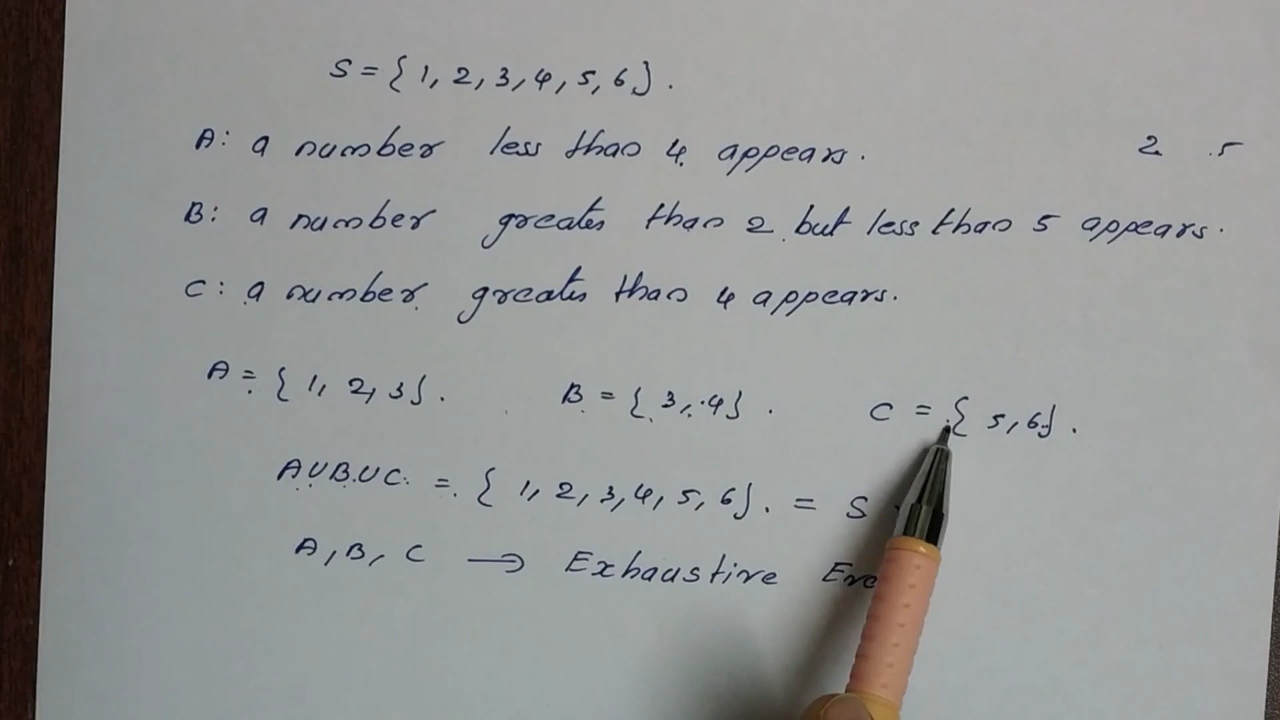 S = { 1, 2, 3, 4, 5, 6 }.
A: a number less than 4 appears.
2 5
B: a number greater than 2 but less than 5 appears.
C: a number greater than 4 appears.
A = { 1, 2, 3 }. B = { 3, 4 }. C = { 5, 6 }.
A∪B∪C = { 1, 2, 3, 4, 5, 6 }. = S
A, B, C → Exhaustive Eve